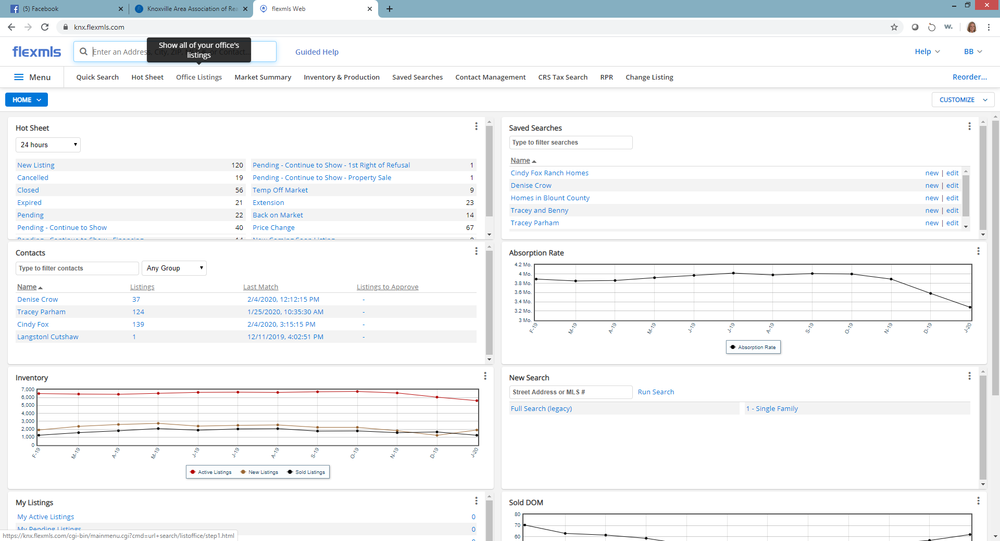 (5) Facebook
Knoxville Area Association of Rea
flexmls Web
knx.flexmls.com
flexmls
Enter an Address, City, ZIP, MLS #, or Contact...
Show all of your office's
listings
Guided Help
Help
BB
Menu
Quick Search
Hot Sheet
Office Listings
Market Summary
Inventory & Production
Saved Searches
Contact Management
CRS Tax Search
RPR
Change Listing
Reorder...
HOME
CUSTOMIZE
Hot Sheet
24 hours
New Listing 120
Cancelled 19
Closed 56
Expired 21
Pending 22
Pending - Continue to Show 40
Pending - Continue to Show - Financing 14
Pending - Continue to Show - 1st Right of Refusal 1
Pending - Continue to Show - Property Sale 1
Temp Off Market 9
Extension 23
Back on Market 14
Price Change 67
New Coming Soon Listing
Saved Searches
Type to filter searches
Name
Cindy Fox Ranch Homes new | edit
Denise Crow new | edit
Homes in Blount County new | edit
Tracey and Benny new | edit
Tracey Parham new | edit
Contacts
Type to filter contacts
Any Group
Name Listings Last Match Listings to Approve
Denise Crow 37 2/4/2020, 12:12:15 PM -
Tracey Parham 124 1/25/2020, 10:35:30 AM -
Cindy Fox 139 2/4/2020, 3:15:15 PM -
Langstonl Cutshaw 1 12/11/2019, 4:02:51 PM -
Absorption Rate
4.2 Mo.
4 Mo.
3.8 Mo.
3.6 Mo.
3.4 Mo.
3.2 Mo.
3 Mo.
F-19 M-19 A-19 M-19 J-19 J-19 A-19 S-19 O-19 N-19 D-19 J-20
Absorption Rate
Inventory
7,000
6,000
5,000
4,000
3,000
2,000
1,000
0
F-19 M-19 A-19 M-19 J-19 J-19 A-19 S-19 O-19 N-19 D-19 J-20
Active Listings New Listings Sold Listings
New Search
Street Address or MLS #
Run Search
Full Search (legacy)
1 - Single Family
My Listings
My Active Listings 0
My Pending Listings 0
Sold DOM
80
70
60
https://knx.flexmls.com/cgi-bin/mainmenu.cgi?cmd=url+search/listoffice/step1.html